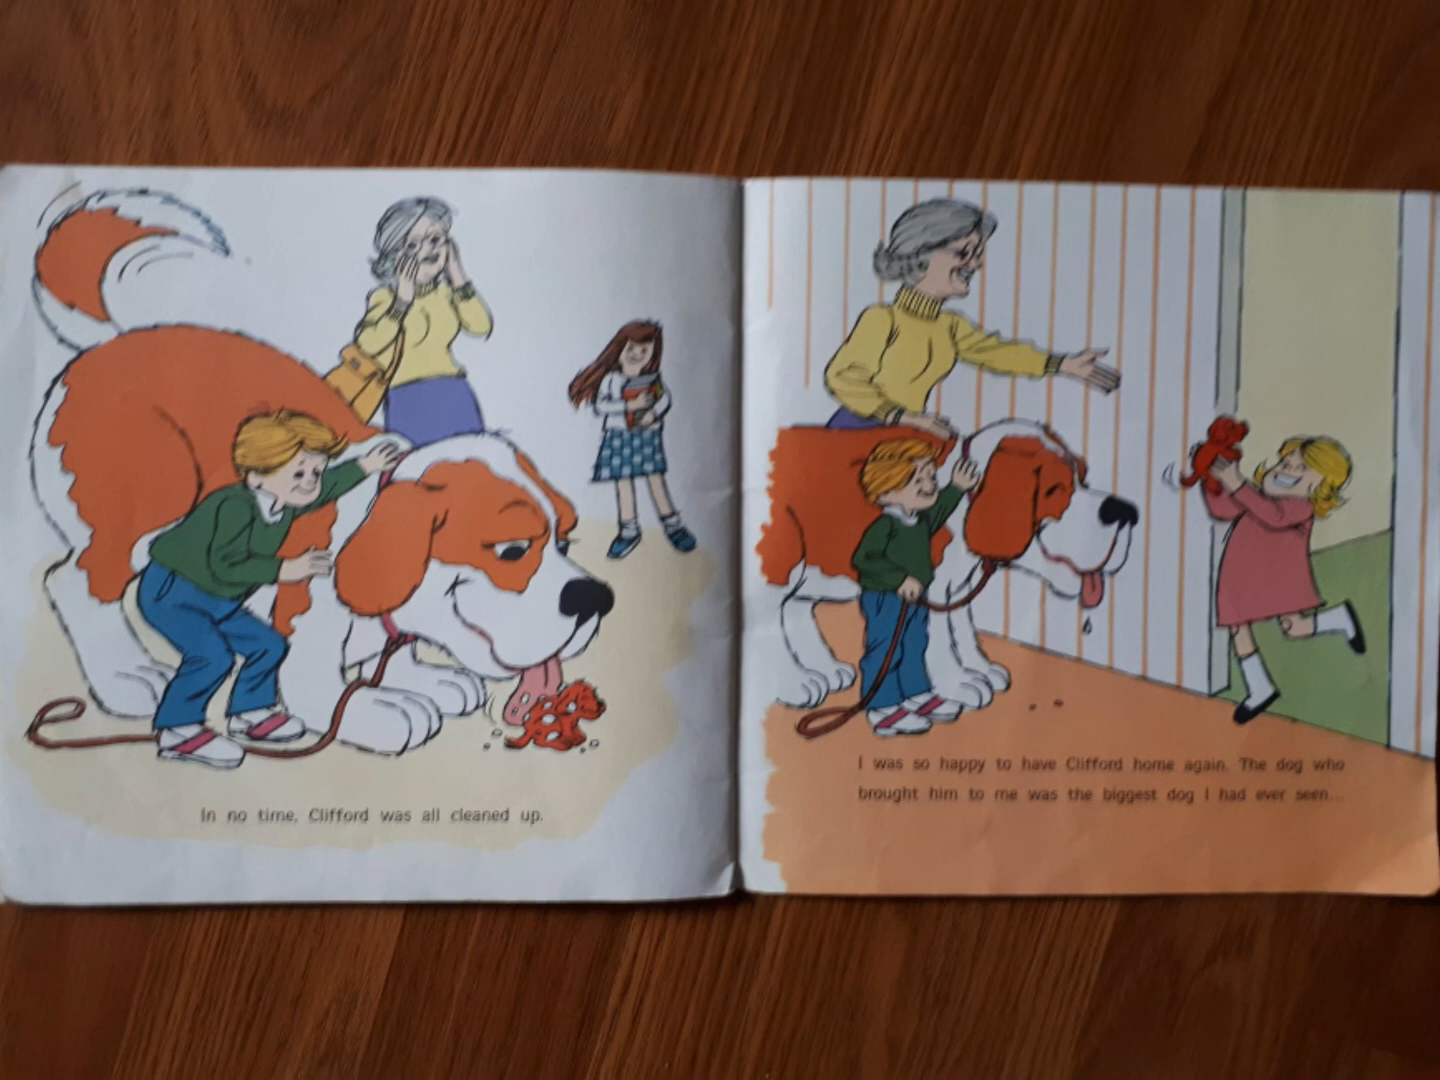 In no time, Clifford was all cleaned up.
I was so happy to have Clifford home again. The dog who
brought him to me was the biggest dog I had ever seen...